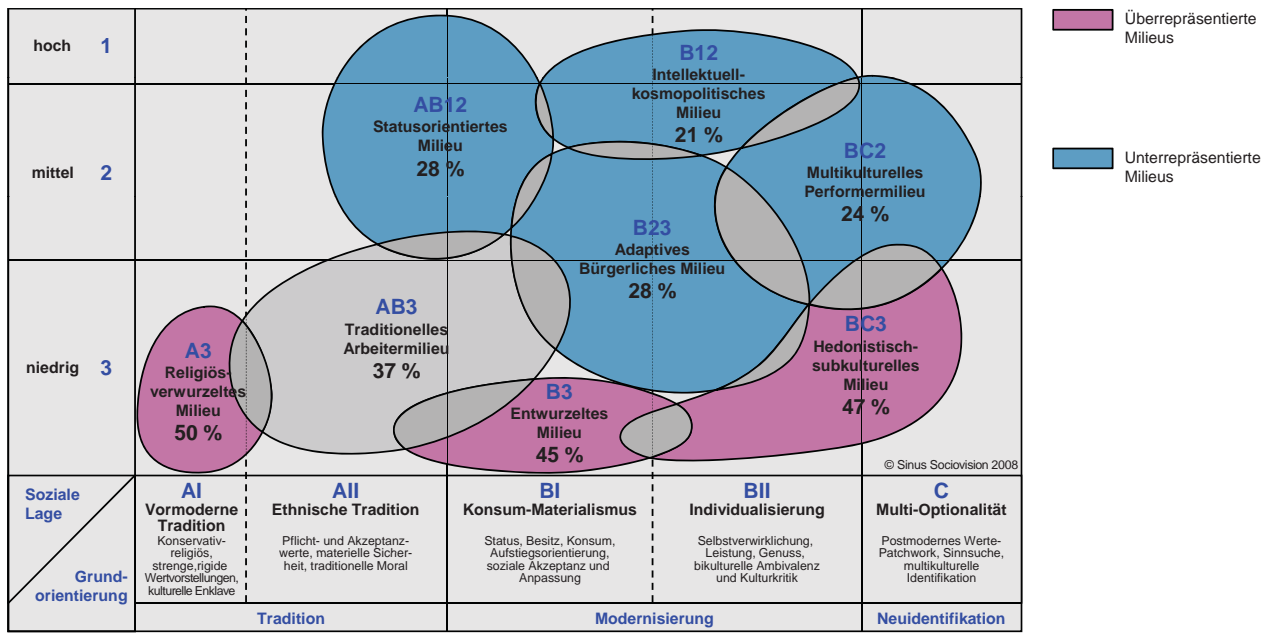 hoch 1
mittel 2
niedrig 3
B12
Intellektuell-
kosmopolitisches
Milieu
21 %
AB12
Statusorientiertes
Milieu
28 %
BC2
Multikulturelles
Performermilieu
24 %
B23
Adaptives
Bürgerliches Milieu
28 %
AB3
Traditionelles
Arbeitermilieu
37 %
A3
Religiös-
verwurzeltes
Milieu
50 %
BC3
Hedonistisch-
subkulturelles
Milieu
47 %
B3
Entwurzeltes
Milieu
45 %
© Sinus Sociovision 2008
Soziale
Lage
Grund-
orientierung
AI
Vormoderne
Tradition
Konservativ-
religiös,
strenge,rigide
Wertvorstellungen,
kulturelle Enklave
AII
Ethnische Tradition
Pflicht- und Akzeptanz-
werte, materielle Sicher-
heit, traditionelle Moral
BI
Konsum-Materialismus
Status, Besitz, Konsum,
Aufstiegsorientierung,
soziale Akzeptanz und
Anpassung
BII
Individualisierung
Selbstverwirklichung,
Leistung, Genuss,
bikulturelle Ambivalenz
und Kulturkritik
C
Multi-Optionalität
Postmodernes Werte-
Patchwork, Sinnsuche,
multikulturelle
Identifikation
Tradition
Modernisierung
Neuidentifikation
Überrepräsentierte
Milieus
Unterrepräsentierte
Milieus